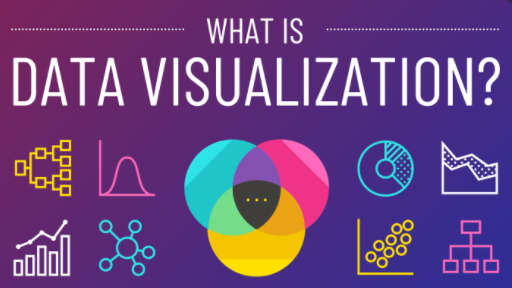 WHAT IS
DATA VISUALIZATION?